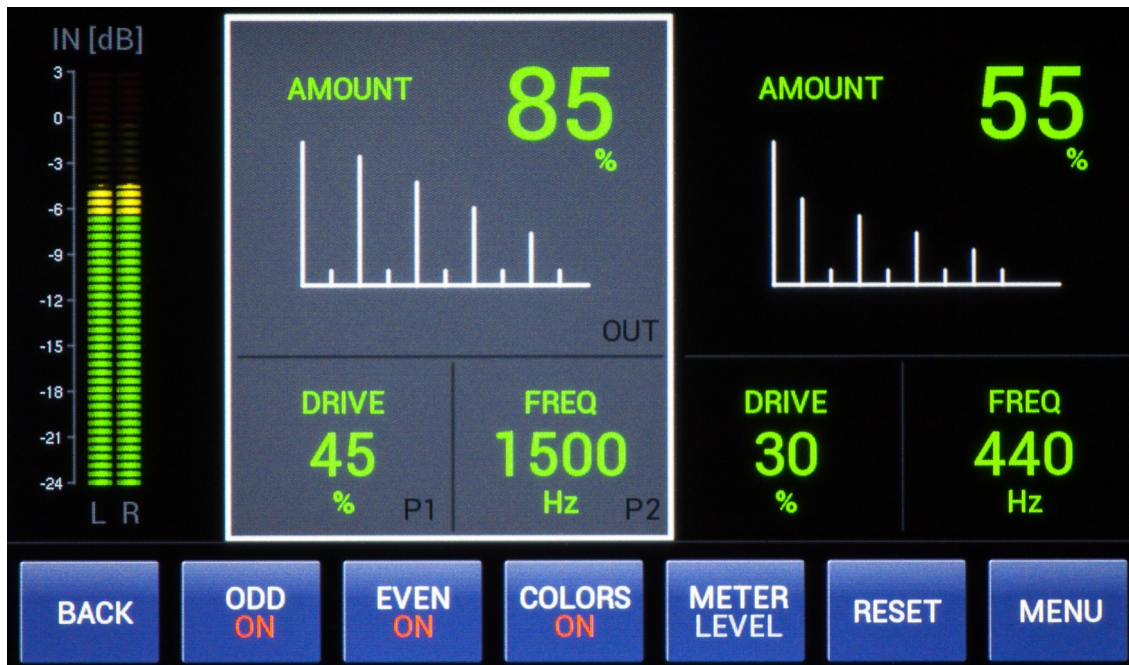 IN [dB]
3
0
-3
-6
-9
-12
-15
-18
-21
-24
L R
AMOUNT 85
%
OUT
DRIVE
45
%
P1
FREQ
1500
Hz
P2
AMOUNT 55
%
DRIVE
30
%
FREQ
440
Hz
BACK
ODD
ON
EVEN
ON
COLORS
ON
METER
LEVEL
RESET
MENU